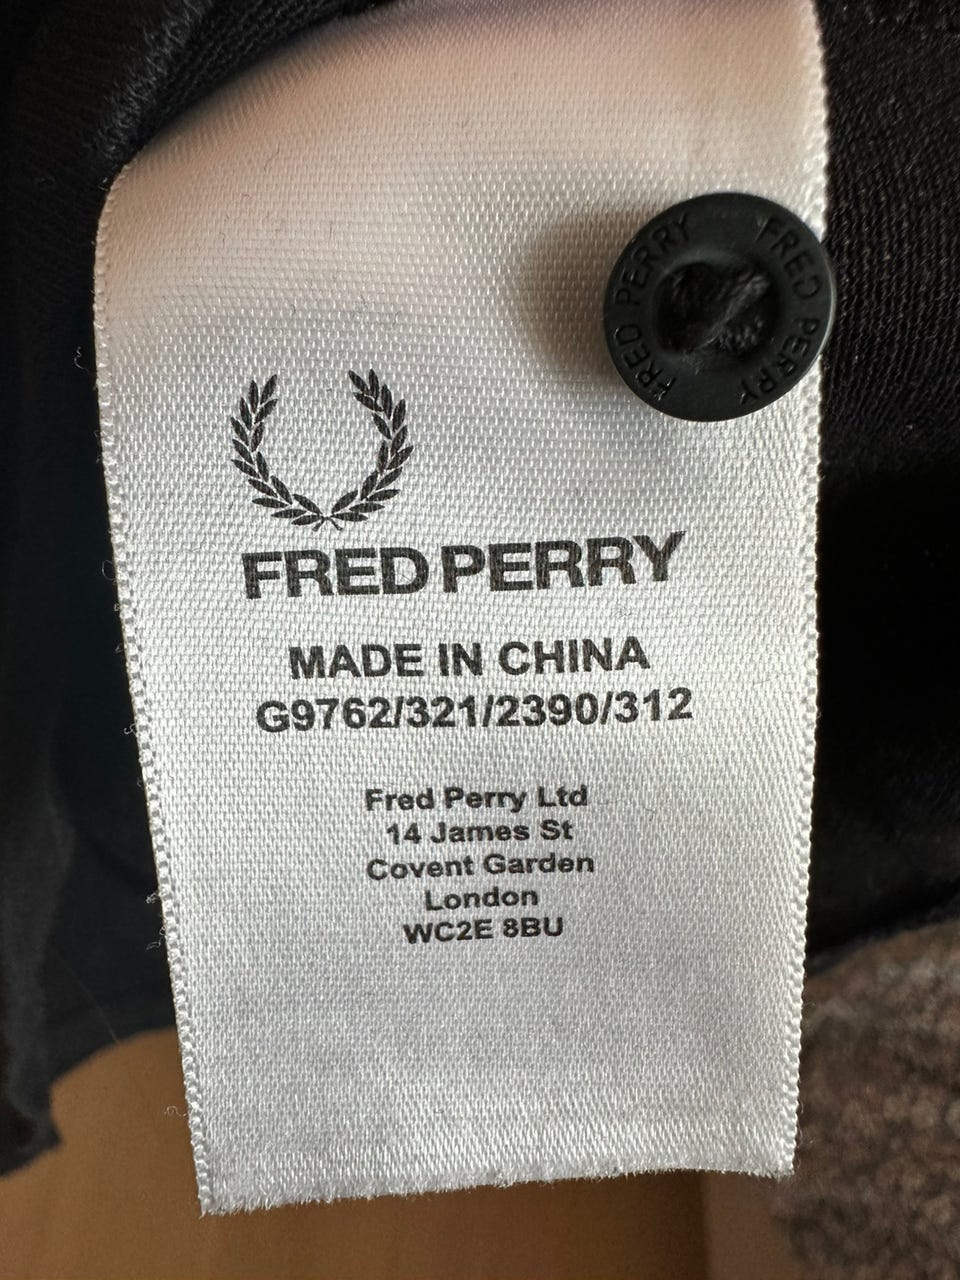 FRED PERRY FRED PERRY
FRED PERRY
MADE IN CHINA
G9762/321/2390/312
Fred Perry Ltd
14 James St
Covent Garden
London
WC2E 8BU